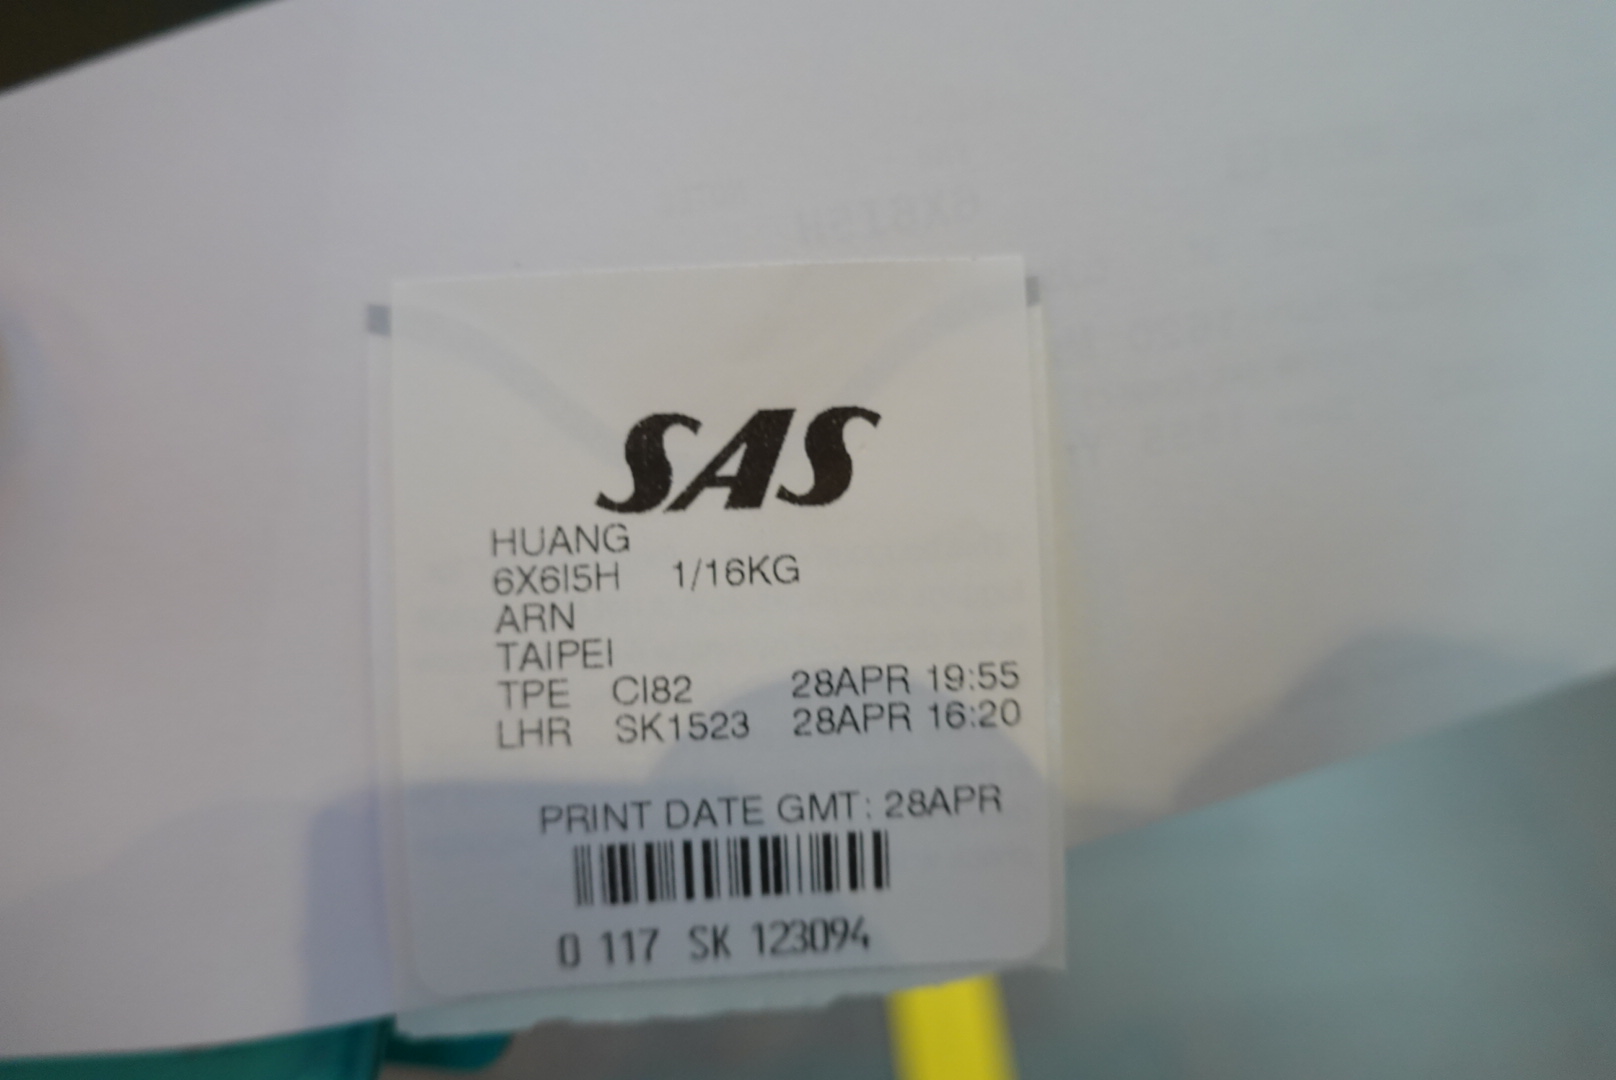 SAS
HUANG
6X6I5H 1/16KG
ARN
TAIPEI
TPE CI82 28APR 19:55
LHR SK1523 28APR 16:20
PRINT DATE GMT: 28APR
0 117 SK 123094